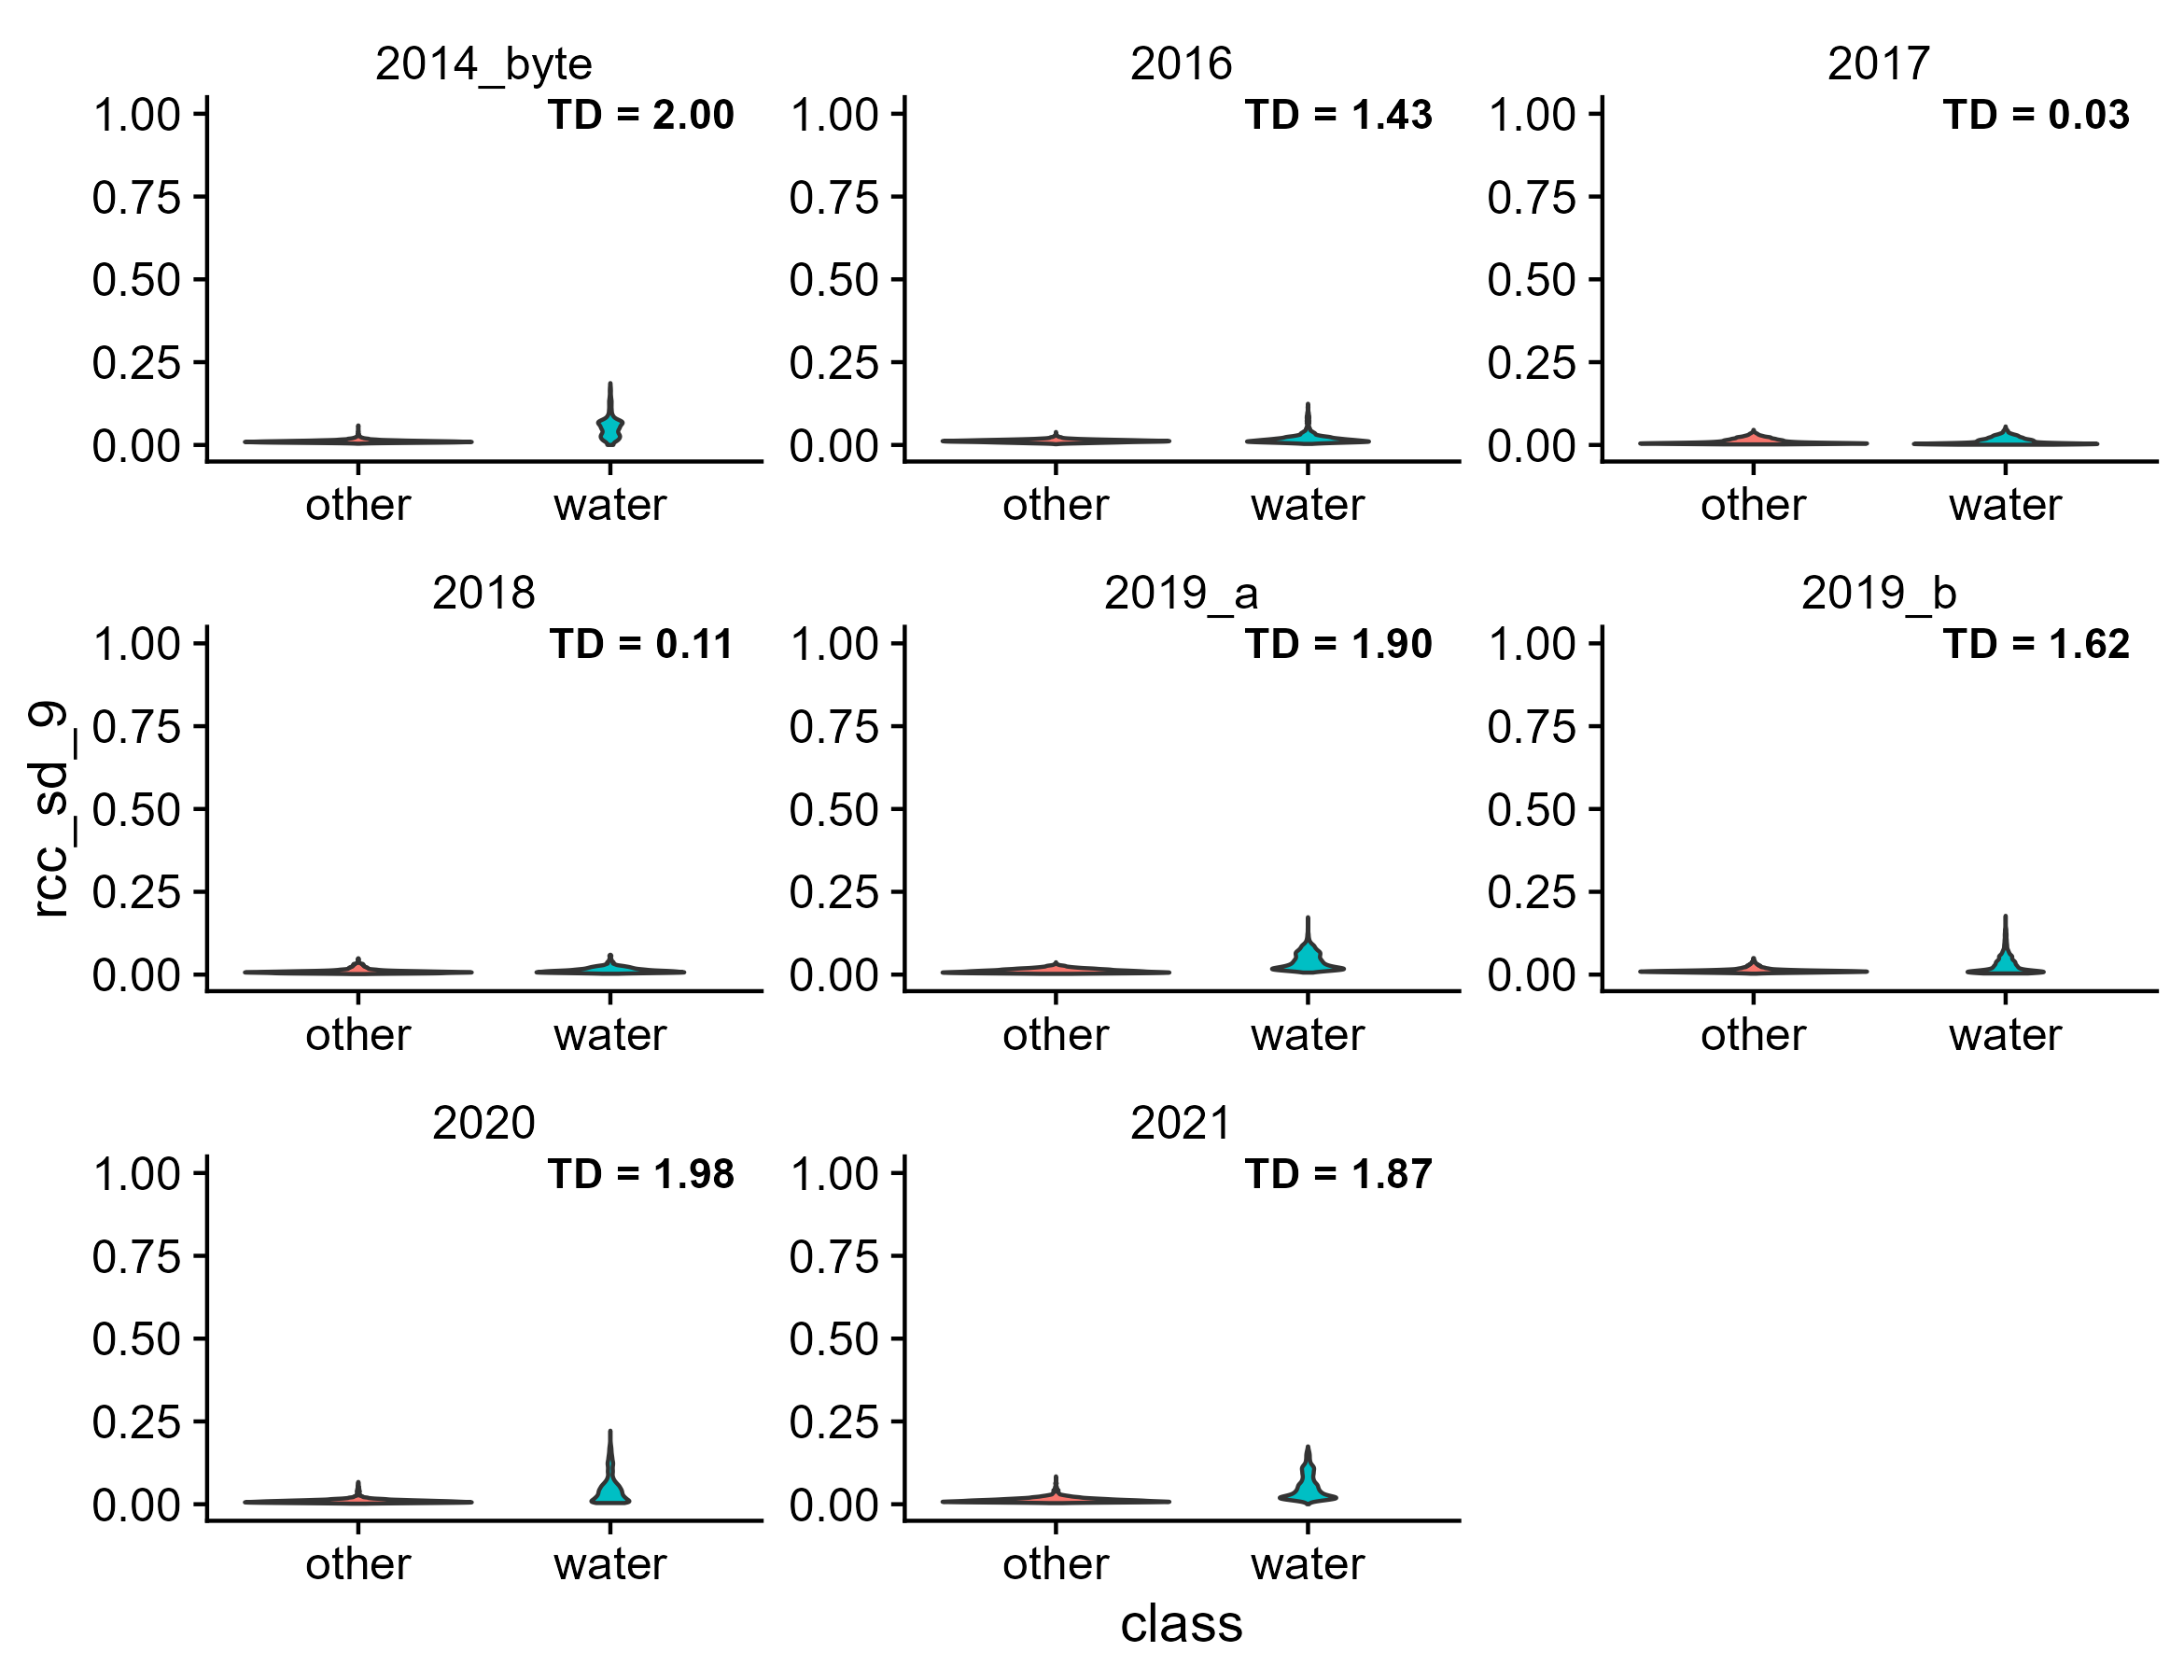 2014_byte
TD = 2.00
1.00
0.75
0.50
0.25
0.00
other water
2016
TD = 1.43
1.00
0.75
0.50
0.25
0.00
other water
2017
TD = 0.03
1.00
0.75
0.50
0.25
0.00
other water
rcc_sd_9
2018
TD = 0.11
1.00
0.75
0.50
0.25
0.00
other water
2019_a
TD = 1.90
1.00
0.75
0.50
0.25
0.00
other water
2019_b
TD = 1.62
1.00
0.75
0.50
0.25
0.00
other water
2020
TD = 1.98
1.00
0.75
0.50
0.25
0.00
other water
2021
TD = 1.87
1.00
0.75
0.50
0.25
0.00
other water
class